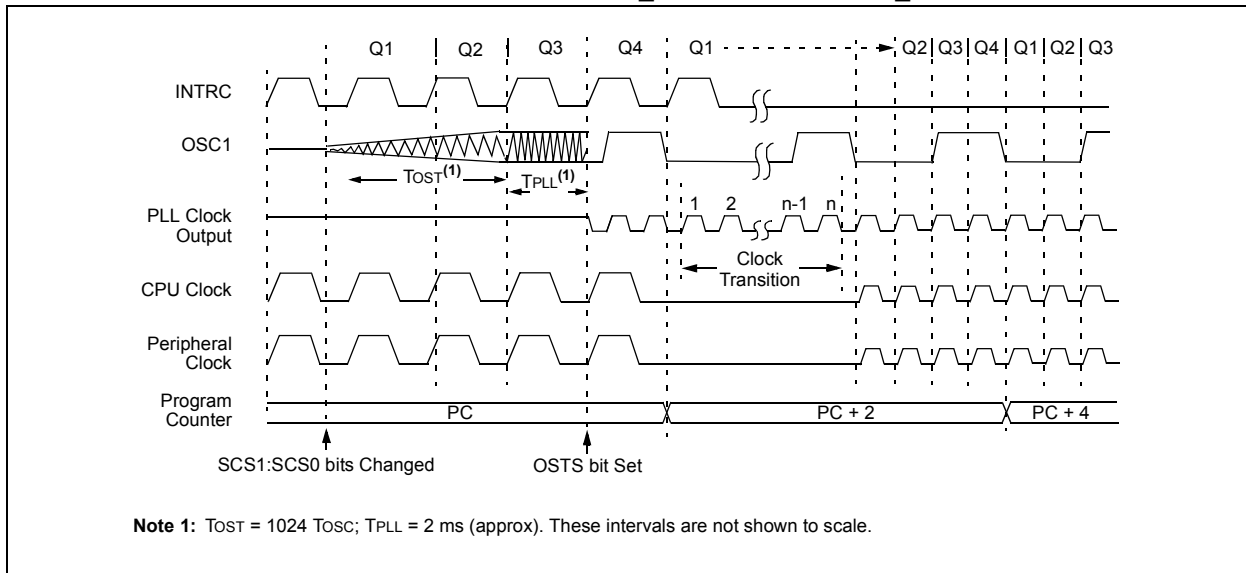 Q1 Q2 Q3 Q4 Q1 Q2 Q3 Q4 Q1 Q2 Q3
INTRC
OSC1
TOST(1) TPLL(1)
PLL Clock
Output
1 2 n-1 n
Clock
Transition
CPU Clock
Peripheral
Clock
Program
Counter
PC PC + 2 PC + 4
SCS1:SCS0 bits Changed OSTS bit Set
Note 1: TOST = 1024 TOSC; TPLL = 2 ms (approx). These intervals are not shown to scale.